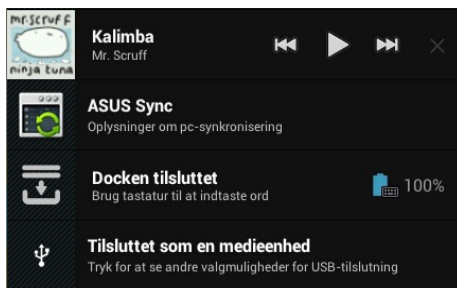 mr.scruff
ninja tuna
Kalimba
Mr. Scruff
ASUS Sync
Oplysninger om pc-synkronisering
Docken tilsluttet
Brug tastatur til at indtaste ord
100%
Tilsluttet som en medieenhed
Tryk for at se andre valgmuligheder for USB-tilslutning